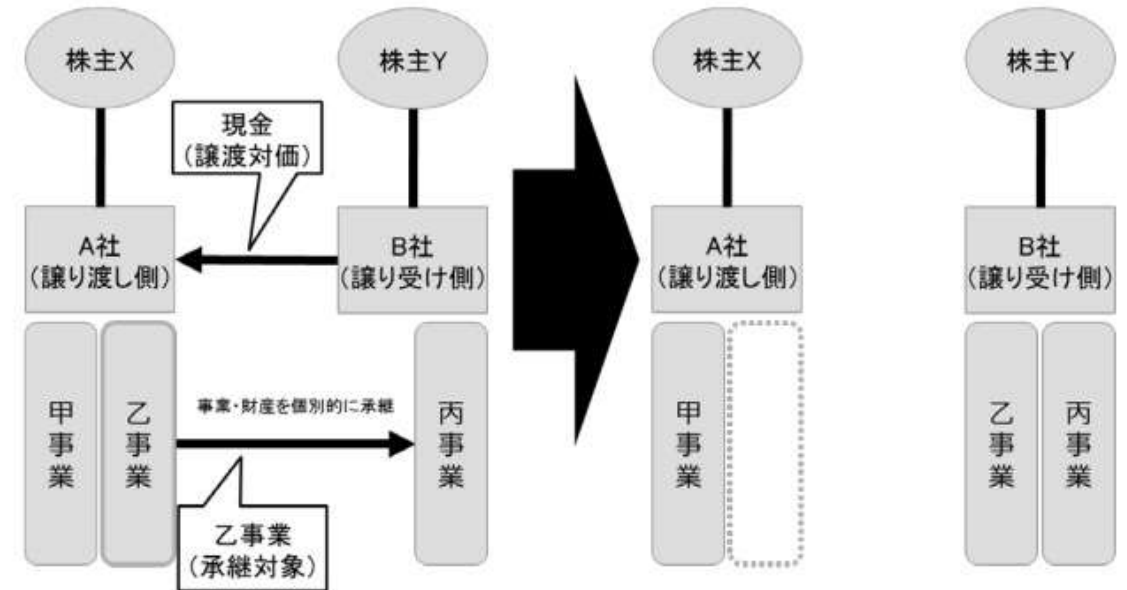 株主X
株主Y
株主X
株主Y
現金
(譲渡対価)
A社
(譲り渡し側)
B社
(譲り受け側)
A社
(譲り渡し側)
B社
(譲り受け側)
甲事業
乙事業
事業・財産を個別的に承継
丙事業
甲事業
乙事業
丙事業
乙事業
(承継対象)